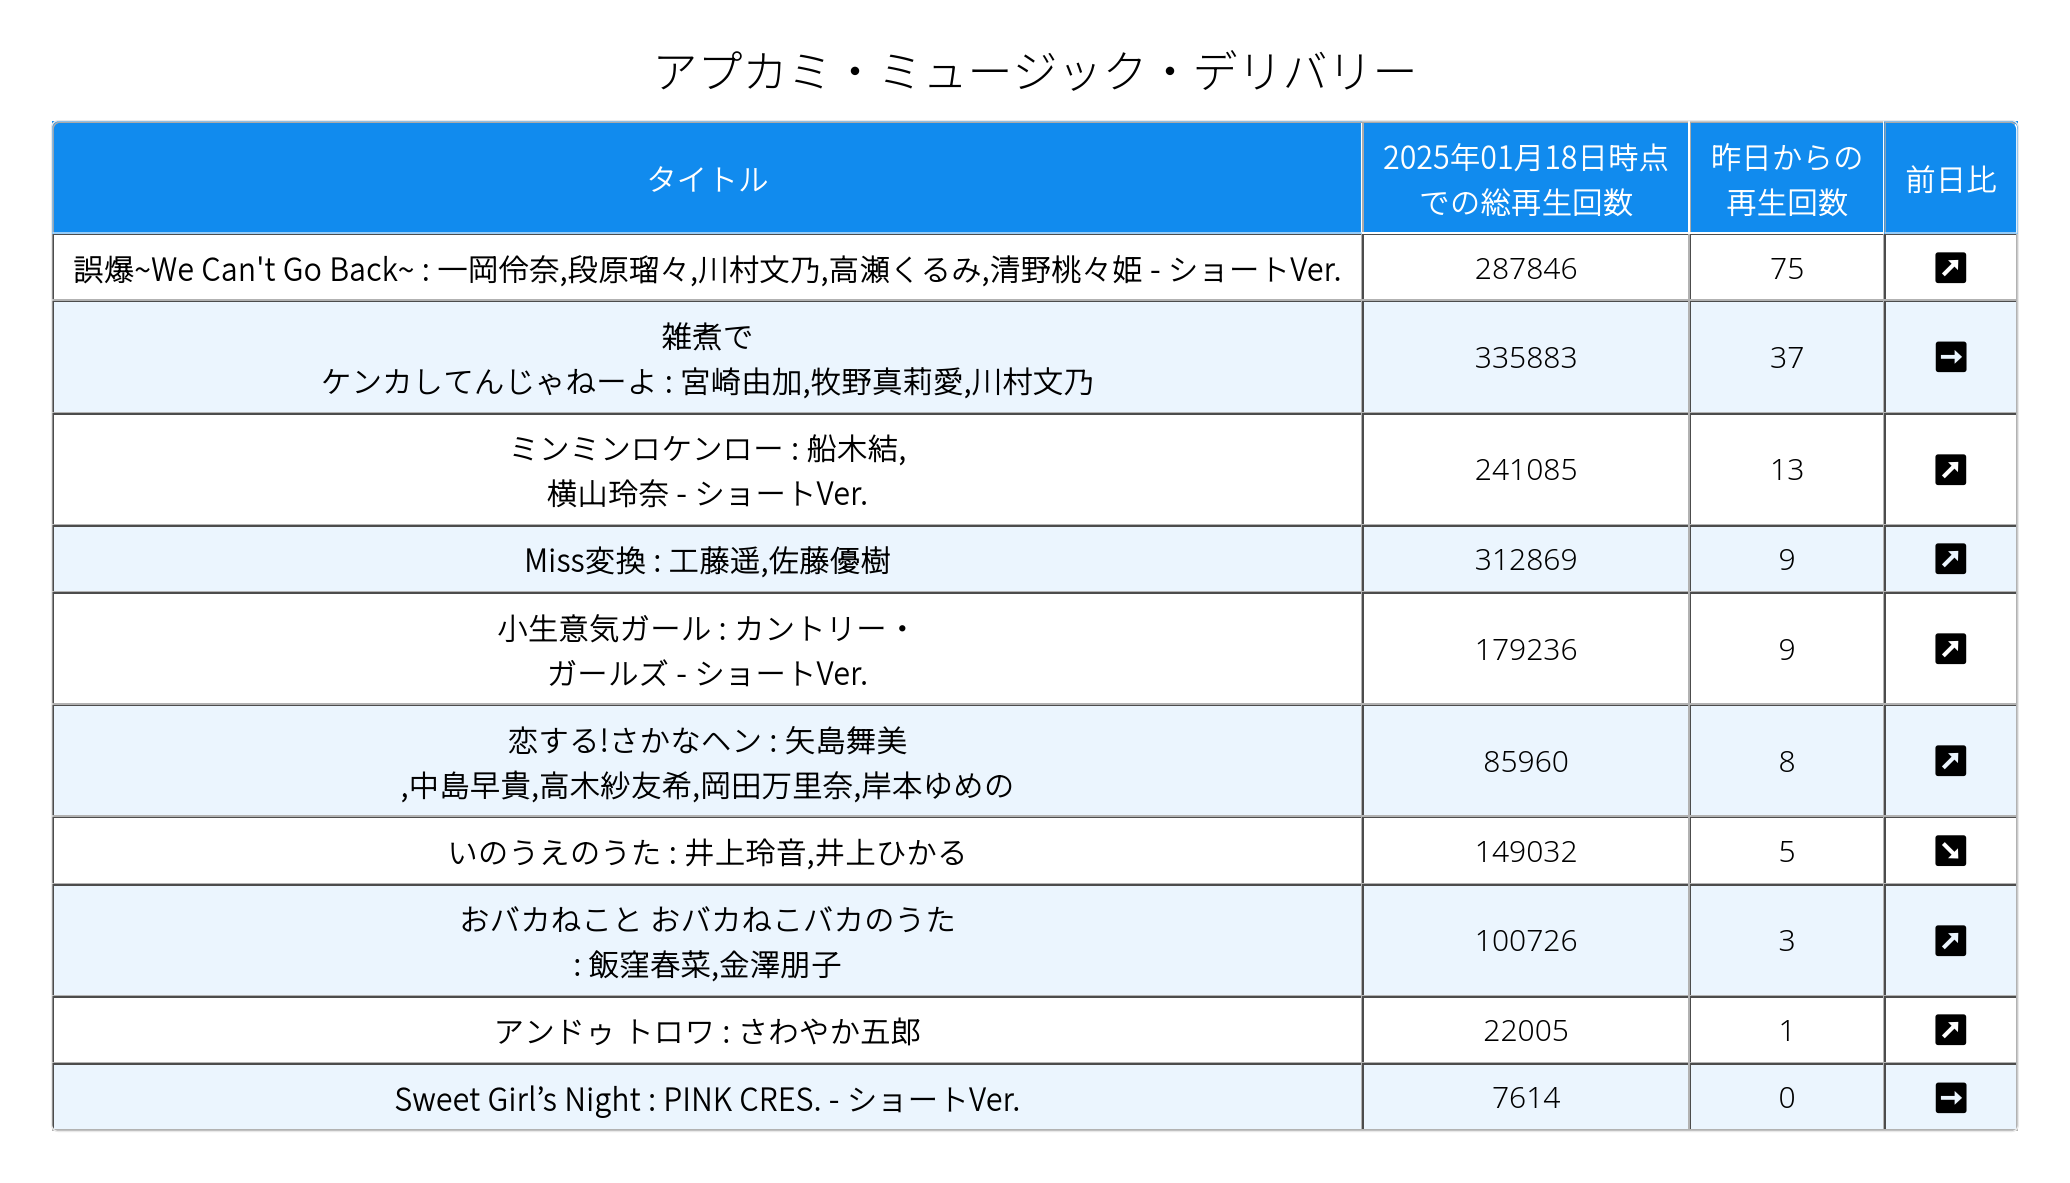 アプカミ・ミュージック・デリバリー
タイトル
2025年01月18日時点
での総再生回数
昨日からの
再生回数
前日比
誤爆~We Can't Go Back~ : 一岡伶奈,段原瑠々,川村文乃,高瀬くるみ,清野桃々姫 - ショートVer.
287846
75
雑煮で
ケンカしてんじゃねーよ : 宮崎由加,牧野真莉愛,川村文乃
335883
37
ミンミンロケンロー : 船木結,
横山玲奈 - ショートVer.
241085
13
Miss変換 : 工藤遥,佐藤優樹
312869
9
小生意気ガール : カントリー・
ガールズ - ショートVer.
179236
9
恋する!さかなヘン : 矢島舞美
,中島早貴,高木紗友希,岡田万里奈,岸本ゆめの
85960
8
いのうえのうた : 井上玲音,井上ひかる
149032
5
おバカねこと おバカねこバカのうた
: 飯窪春菜,金澤朋子
100726
3
アンドゥ トロワ : さわやか五郎
22005
1
Sweet Girl’s Night : PINK CRES. - ショートVer.
7614
0